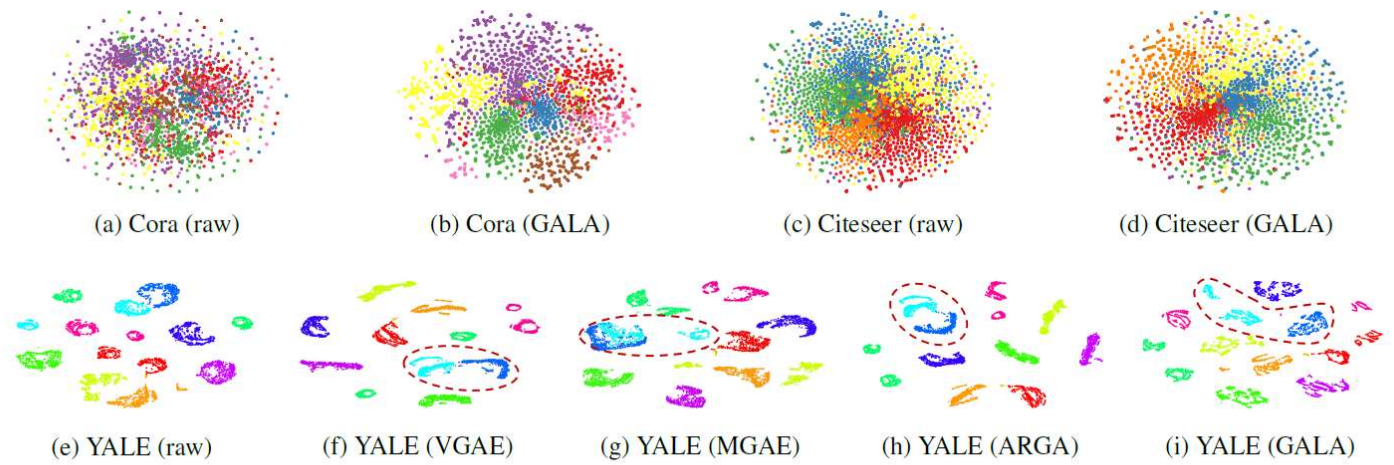 (a) Cora (raw)
(b) Cora (GALA)
(c) Citeseer (raw)
(d) Citeseer (GALA)
(e) YALE (raw)
(f) YALE (VGAE)
(g) YALE (MGAE)
(h) YALE (ARGA)
(i) YALE (GALA)